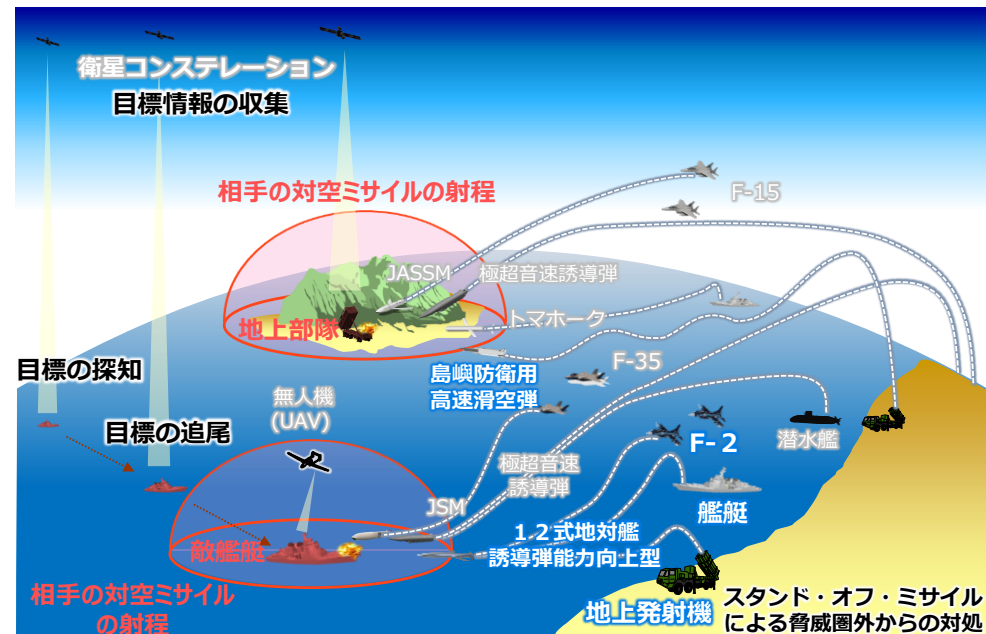 衛星コンステレーション
目標情報の収集
相手の対空ミサイルの射程
F-15
JASSM
極超音速誘導弾
地上部隊
トマホーク
目標の探知
島嶼防衛用
高速滑空弾
F-35
無人機
(UAV)
目標の追尾
F-２
潜水艦
極超音速
誘導弾
JSM
艦艇
１２式地対艦
誘導弾能力向上型
敵艦艇
相手の対空ミサイル
の射程
地上発射機
スタンド・オフ・ミサイル
による脅威圏外からの対処